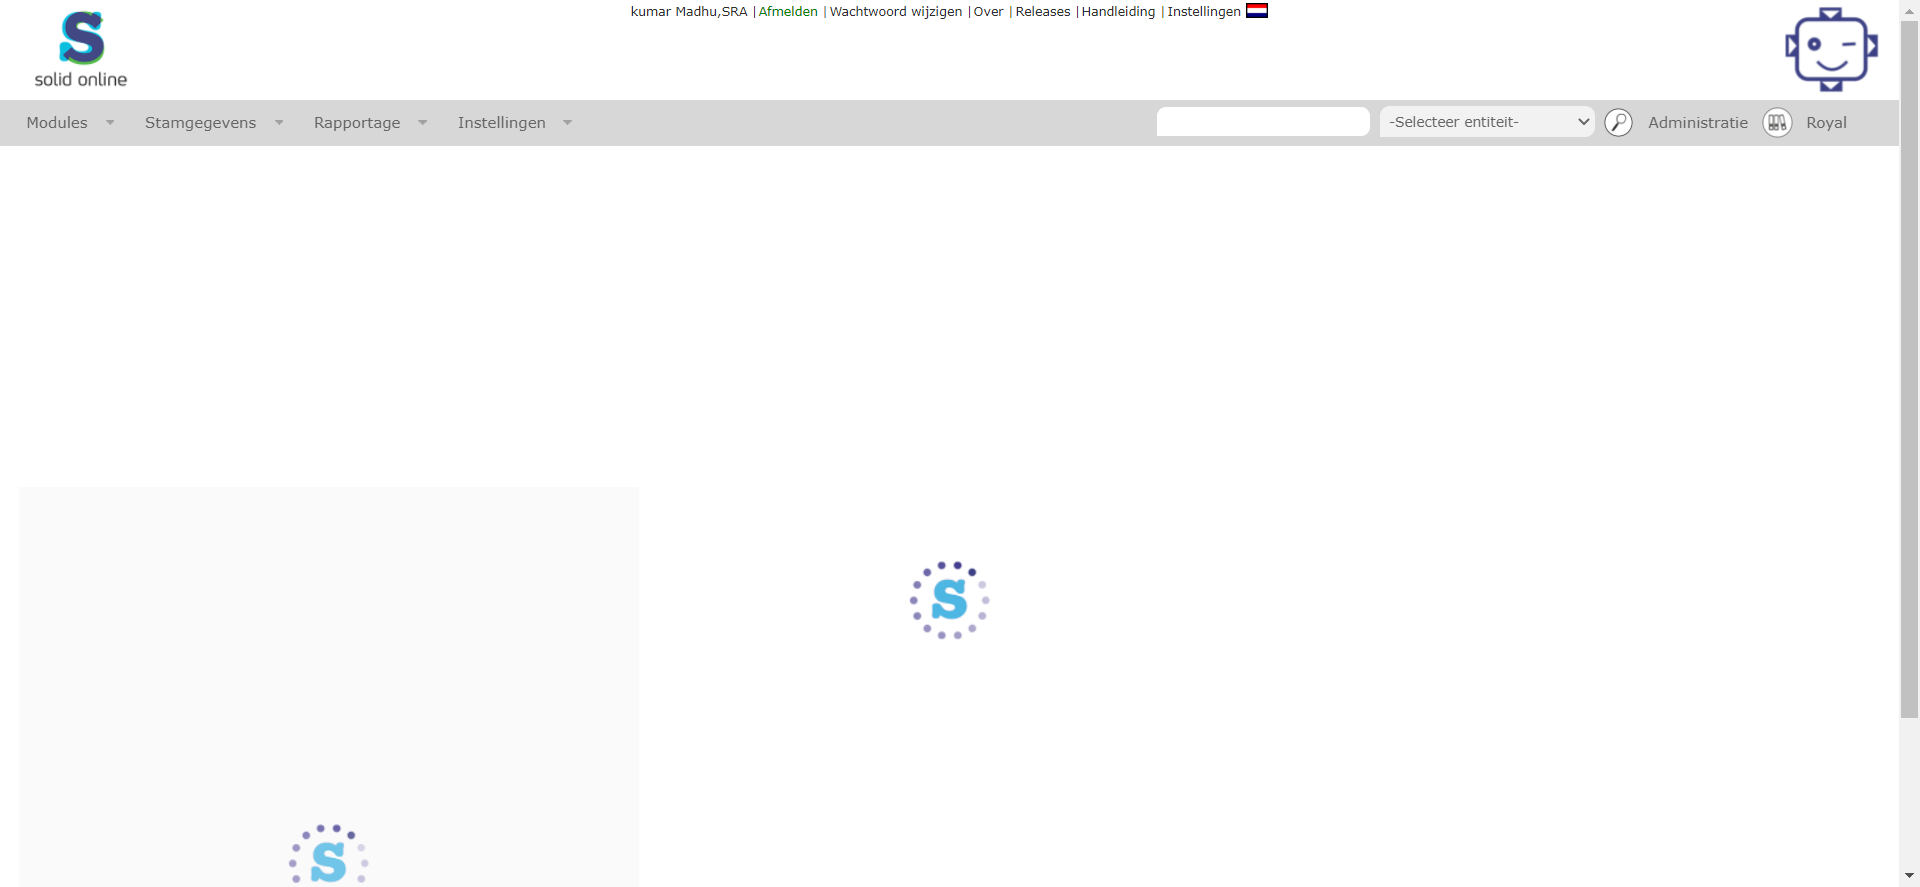 kumar Madhu,SRA | Afmelden | Wachtwoord wijzigen | Over | Releases | Handleiding | Instellingen
S
solid online
Modules Stamgegevens Rapportage Instellingen -Selecteer entiteit- Administratie Royal
S
S